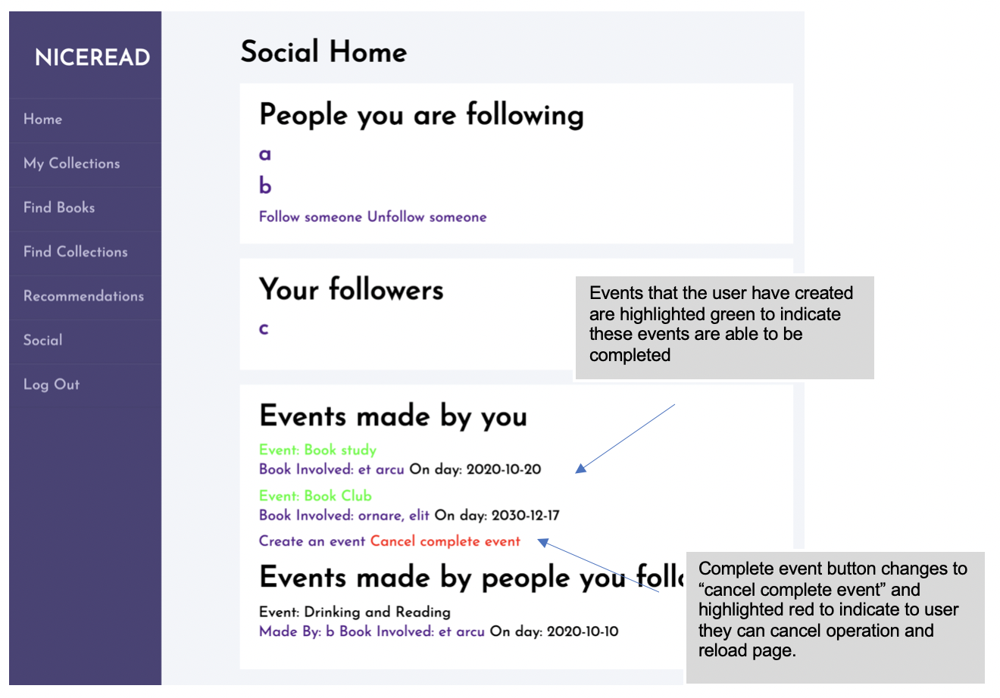 NICEREAD
Home
My Collections
Find Books
Find Collections
Recommendations
Social
Log Out
Social Home
People you are following
a
b
Follow someone Unfollow someone
Your followers
c
Events that the user have created
are highlighted green to indicate
these events are able to be
completed
Events made by you
Event: Book study
Book Involved: et arcu On day: 2020-10-20
Event: Book Club
Book Involved: ornare, elit On day: 2030-12-17
Create an event Cancel complete event
Events made by people you
Event: Drinking and Reading
Made By: b Book Involved: et arcu On day: 2020-10-10
Complete event button changes to
“cancel complete event” and
highlighted red to indicate to user
they can cancel operation and
reload page.